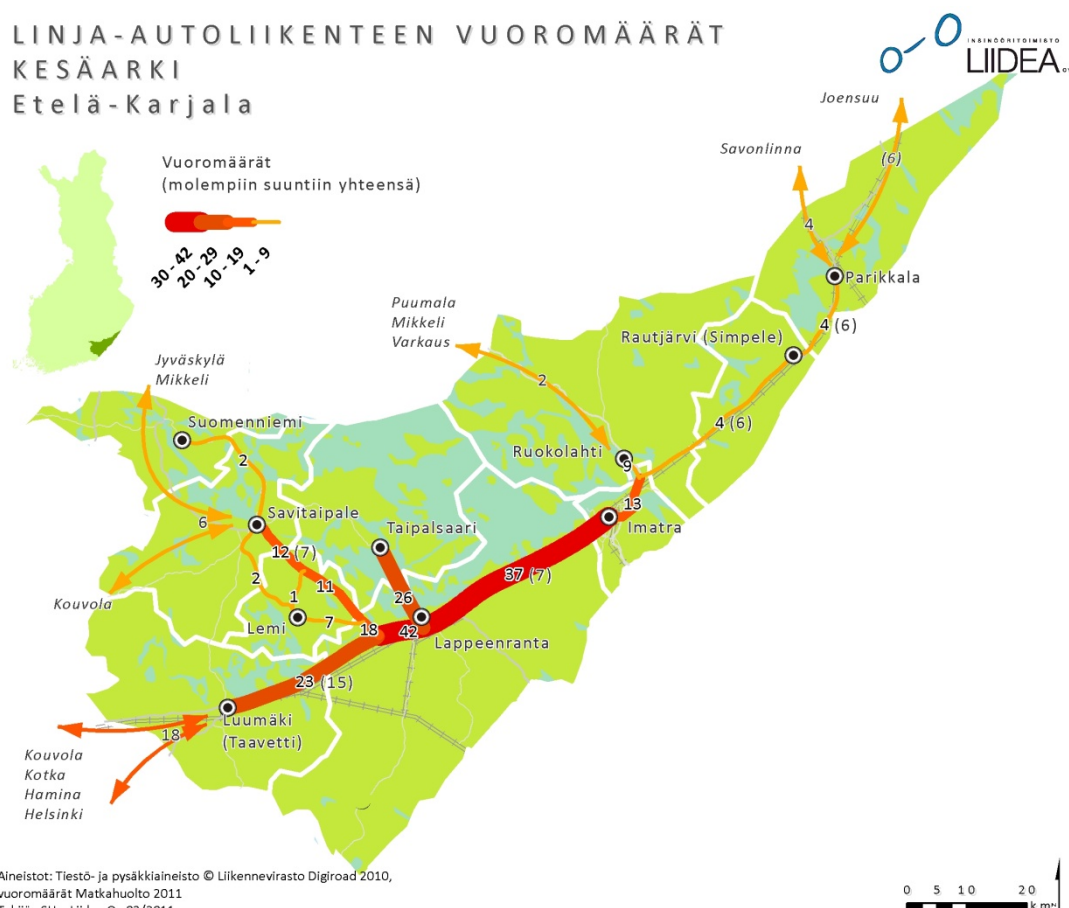 LINJA-AUTOLIIKENTEEN VUOROMÄÄRÄT
KESÄARKI
Etelä-Karjala
INSINÖÖRITOIMISTO
LIIDEA
Vuoromäärät
(molempiin suuntiin yhteensä)
30 - 42
20 - 29
10 - 19
1 - 9
Joensuu
(6)
Savonlinna
4
Parikkala
4 (6)
Rautjärvi (Simpele)
4 (6)
Puumala
Mikkeli
Varkaus
2
Ruokolahti
9
13
Imatra
Jyväskylä
Mikkeli
Suomenniemi
2
Savitaipale
6
Kouvola
Taipalsaari
12 (7)
11
2
1
Lemi
7
18
26
42
37 (7)
Lappeenranta
23 (15)
Luumäki
(Taavetti)
18
Kouvola
Kotka
Hamina
Helsinki
Aineistot: Tiestö- ja pysäkkiaineisto © Liikennevirasto Digiroad 2010,
vuoromäärät Matkahuolto 2011
0 5 10 20
km